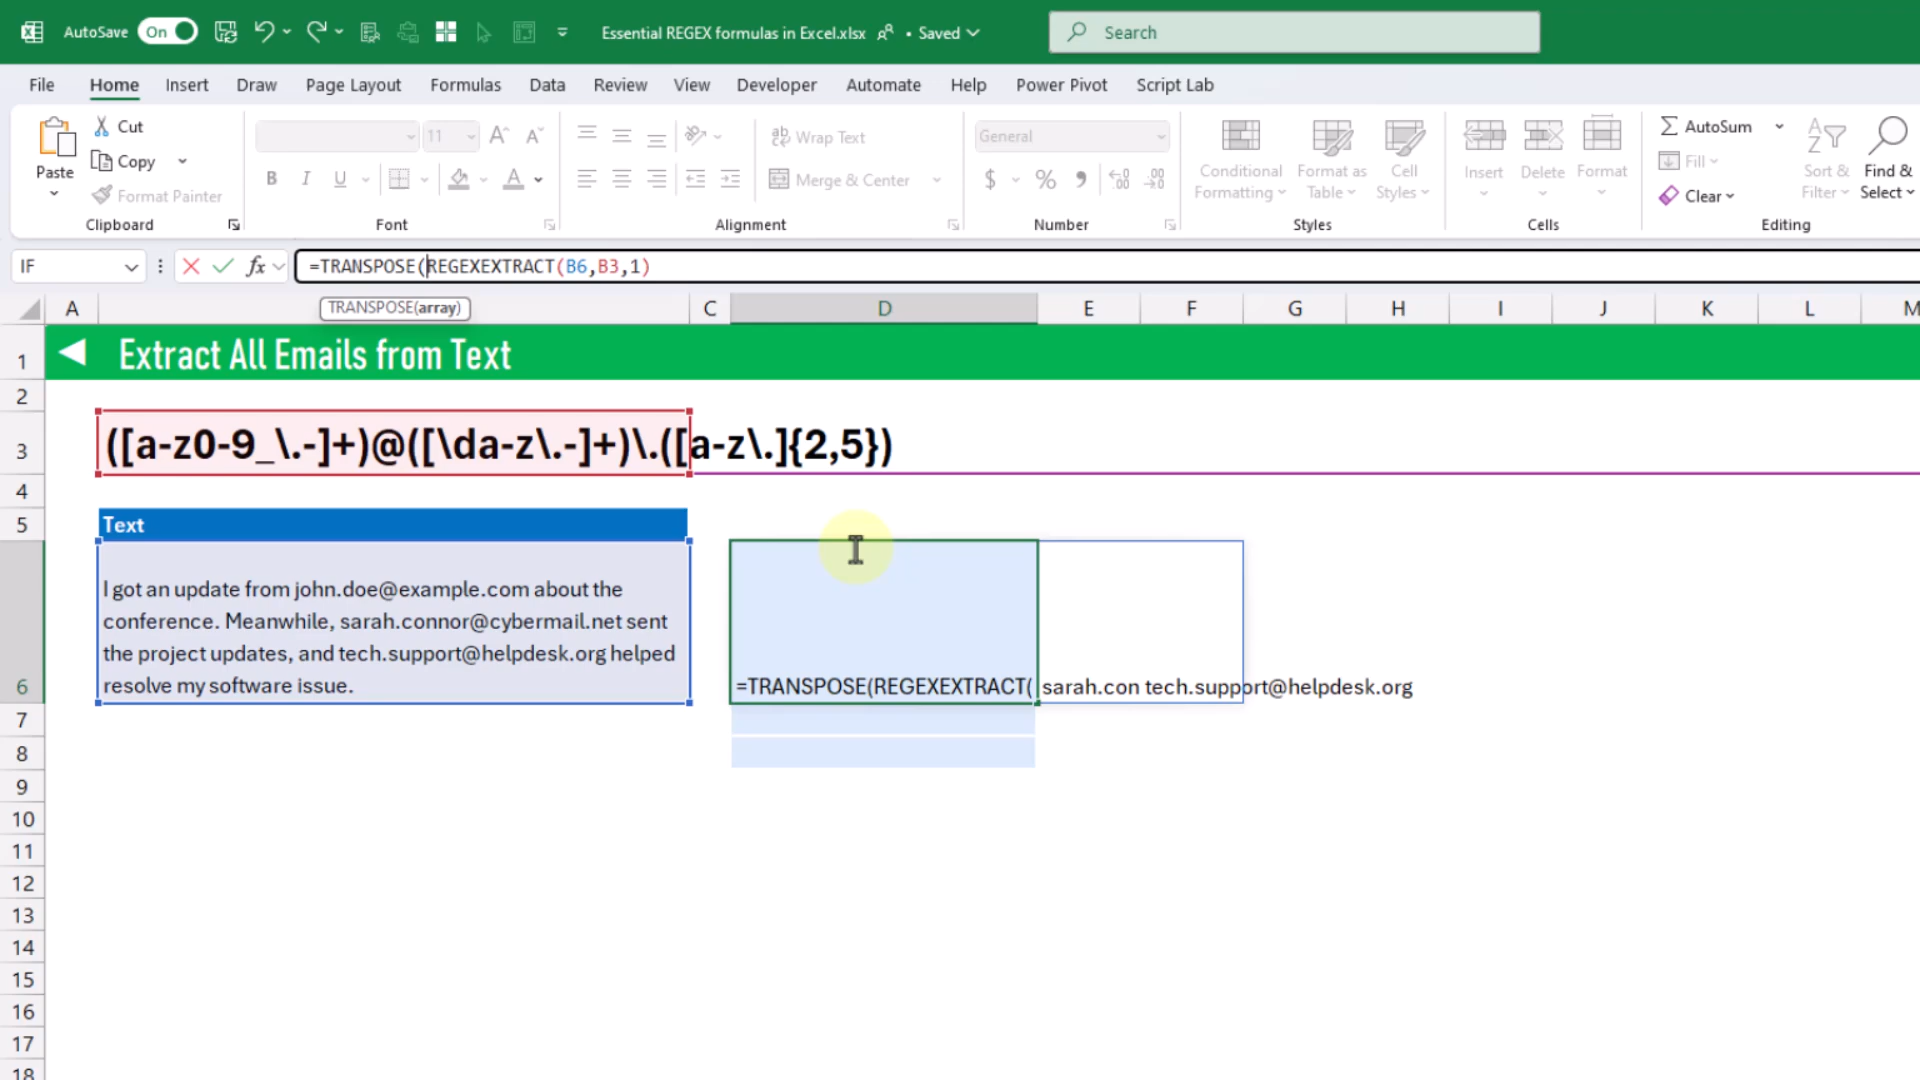 AutoSave On Essential REGEX formulas in Excel.xlsx • Saved Search
File Home Insert Draw Page Layout Formulas Data Review View Developer Automate Help Power Pivot Script Lab
Paste Cut Copy Format Painter Clipboard
11 B I U A Font
Wrap Text Merge & Center Alignment
General $ % Number
Conditional Formatting Format as Table Cell Styles Styles
Insert Delete Format Cells
AutoSum Fill Clear Sort & Filter Find & Select Editing
IF fx =TRANSPOSE(REGEXEXTRACT(B6,B3,1)
TRANSPOSE(array)
A C D E F G H I J K L M
1 Extract All Emails from Text
2
3 ([a-z0-9_\.-]+)@([\da-z\.-]+)\.([a-z\.]{2,5})
4
5 Text
I got an update from john.doe@example.com about the
conference. Meanwhile, sarah.connor@cybermail.net sent
the project updates, and tech.support@helpdesk.org helped
6 resolve my software issue. =TRANSPOSE(REGEXEXTRACT( sarah.con tech.support@helpdesk.org
7
8
9
10
11
12
13
14
15
16
17
18